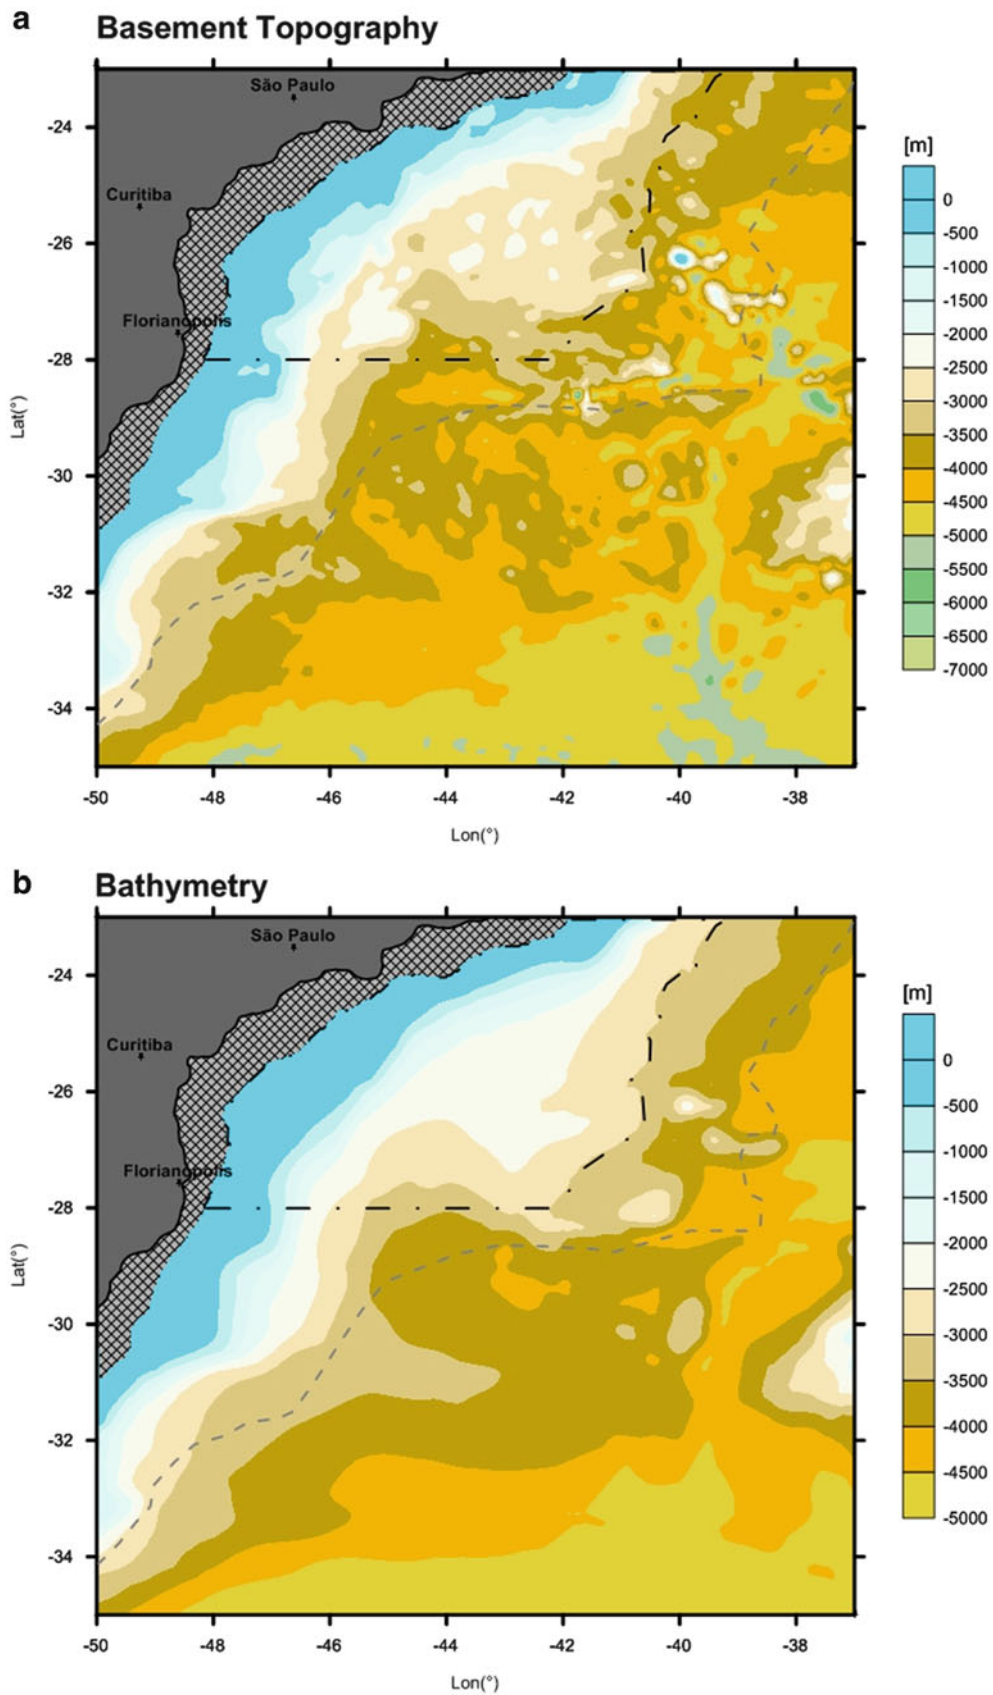 a
Basement Topography
São Paulo
Curitiba
Florianópolis
-24
-26
-28
-30
-32
-34
Lat(°)
-50 -48 -46 -44 -42 -40 -38
Lon(°)
[m]
0
-500
-1000
-1500
-2000
-2500
-3000
-3500
-4000
-4500
-5000
-5500
-6000
-6500
-7000
b
Bathymetry
São Paulo
Curitiba
Florianópolis
-24
-26
-28
-30
-32
-34
Lat(°)
-50 -48 -46 -44 -42 -40 -38
Lon(°)
[m]
0
-500
-1000
-1500
-2000
-2500
-3000
-3500
-4000
-4500
-5000